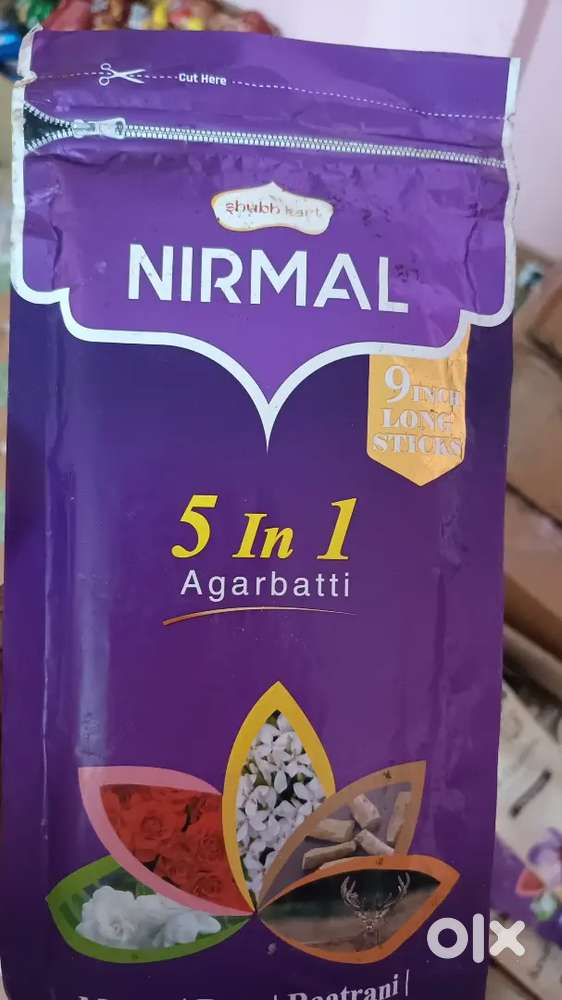 Cut Here
shubh kart
NIRMAL
9 INCH
LONG
STICKS
5 In 1
Agarbatti
Raatrani |
olx